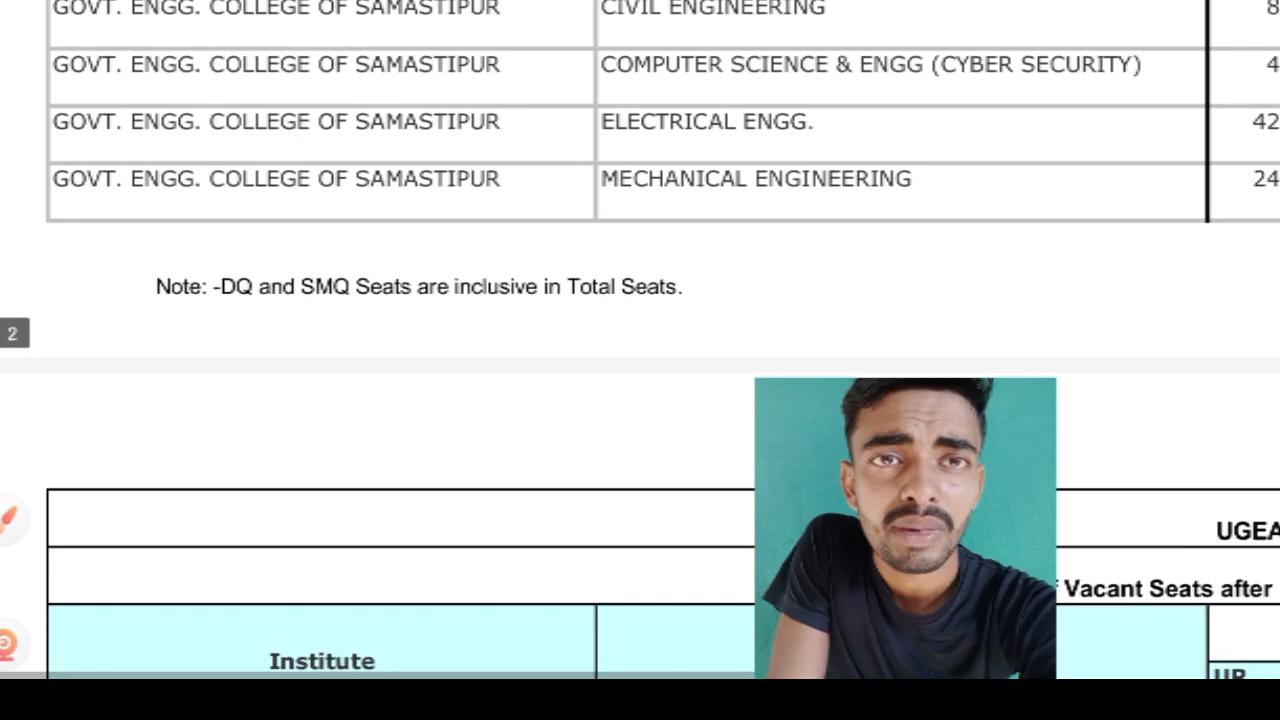 GOVT. ENGG. COLLEGE OF SAMASTIPUR CIVIL ENGINEERING 8
GOVT. ENGG. COLLEGE OF SAMASTIPUR COMPUTER SCIENCE & ENGG (CYBER SECURITY) 4
GOVT. ENGG. COLLEGE OF SAMASTIPUR ELECTRICAL ENGG. 42
GOVT. ENGG. COLLEGE OF SAMASTIPUR MECHANICAL ENGINEERING 24
Note: -DQ and SMQ Seats are inclusive in Total Seats.
2
UGEA
Vacant Seats after
Institute
UR